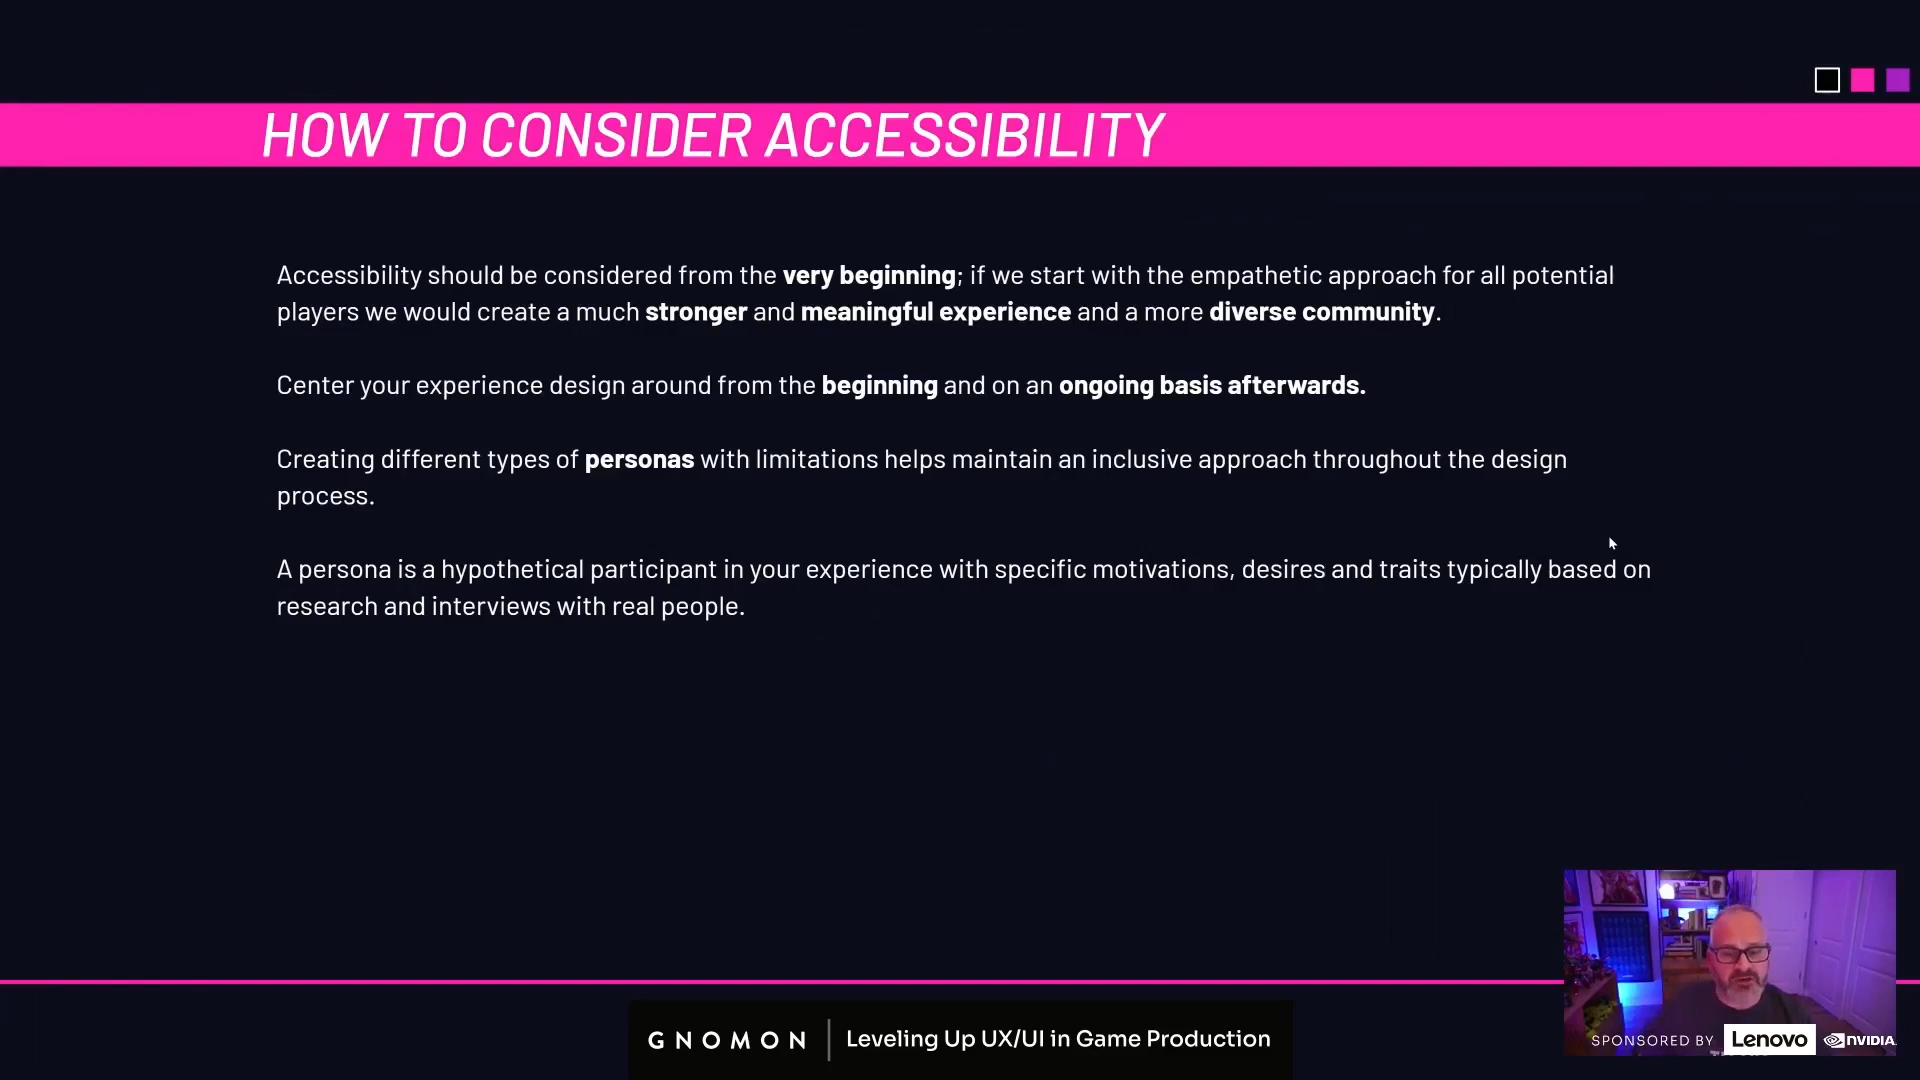 HOW TO CONSIDER ACCESSIBILITY
Accessibility should be considered from the very beginning; if we start with the empathetic approach for all potential
players we would create a much stronger and meaningful experience and a more diverse community.
Center your experience design around from the beginning and on an ongoing basis afterwards.
Creating different types of personas with limitations helps maintain an inclusive approach throughout the design
process.
A persona is a hypothetical participant in your experience with specific motivations, desires and traits typically based on
research and interviews with real people.
GNOMON | Leveling Up UX/UI in Game Production
SPONSORED BY Lenovo NVIDIA